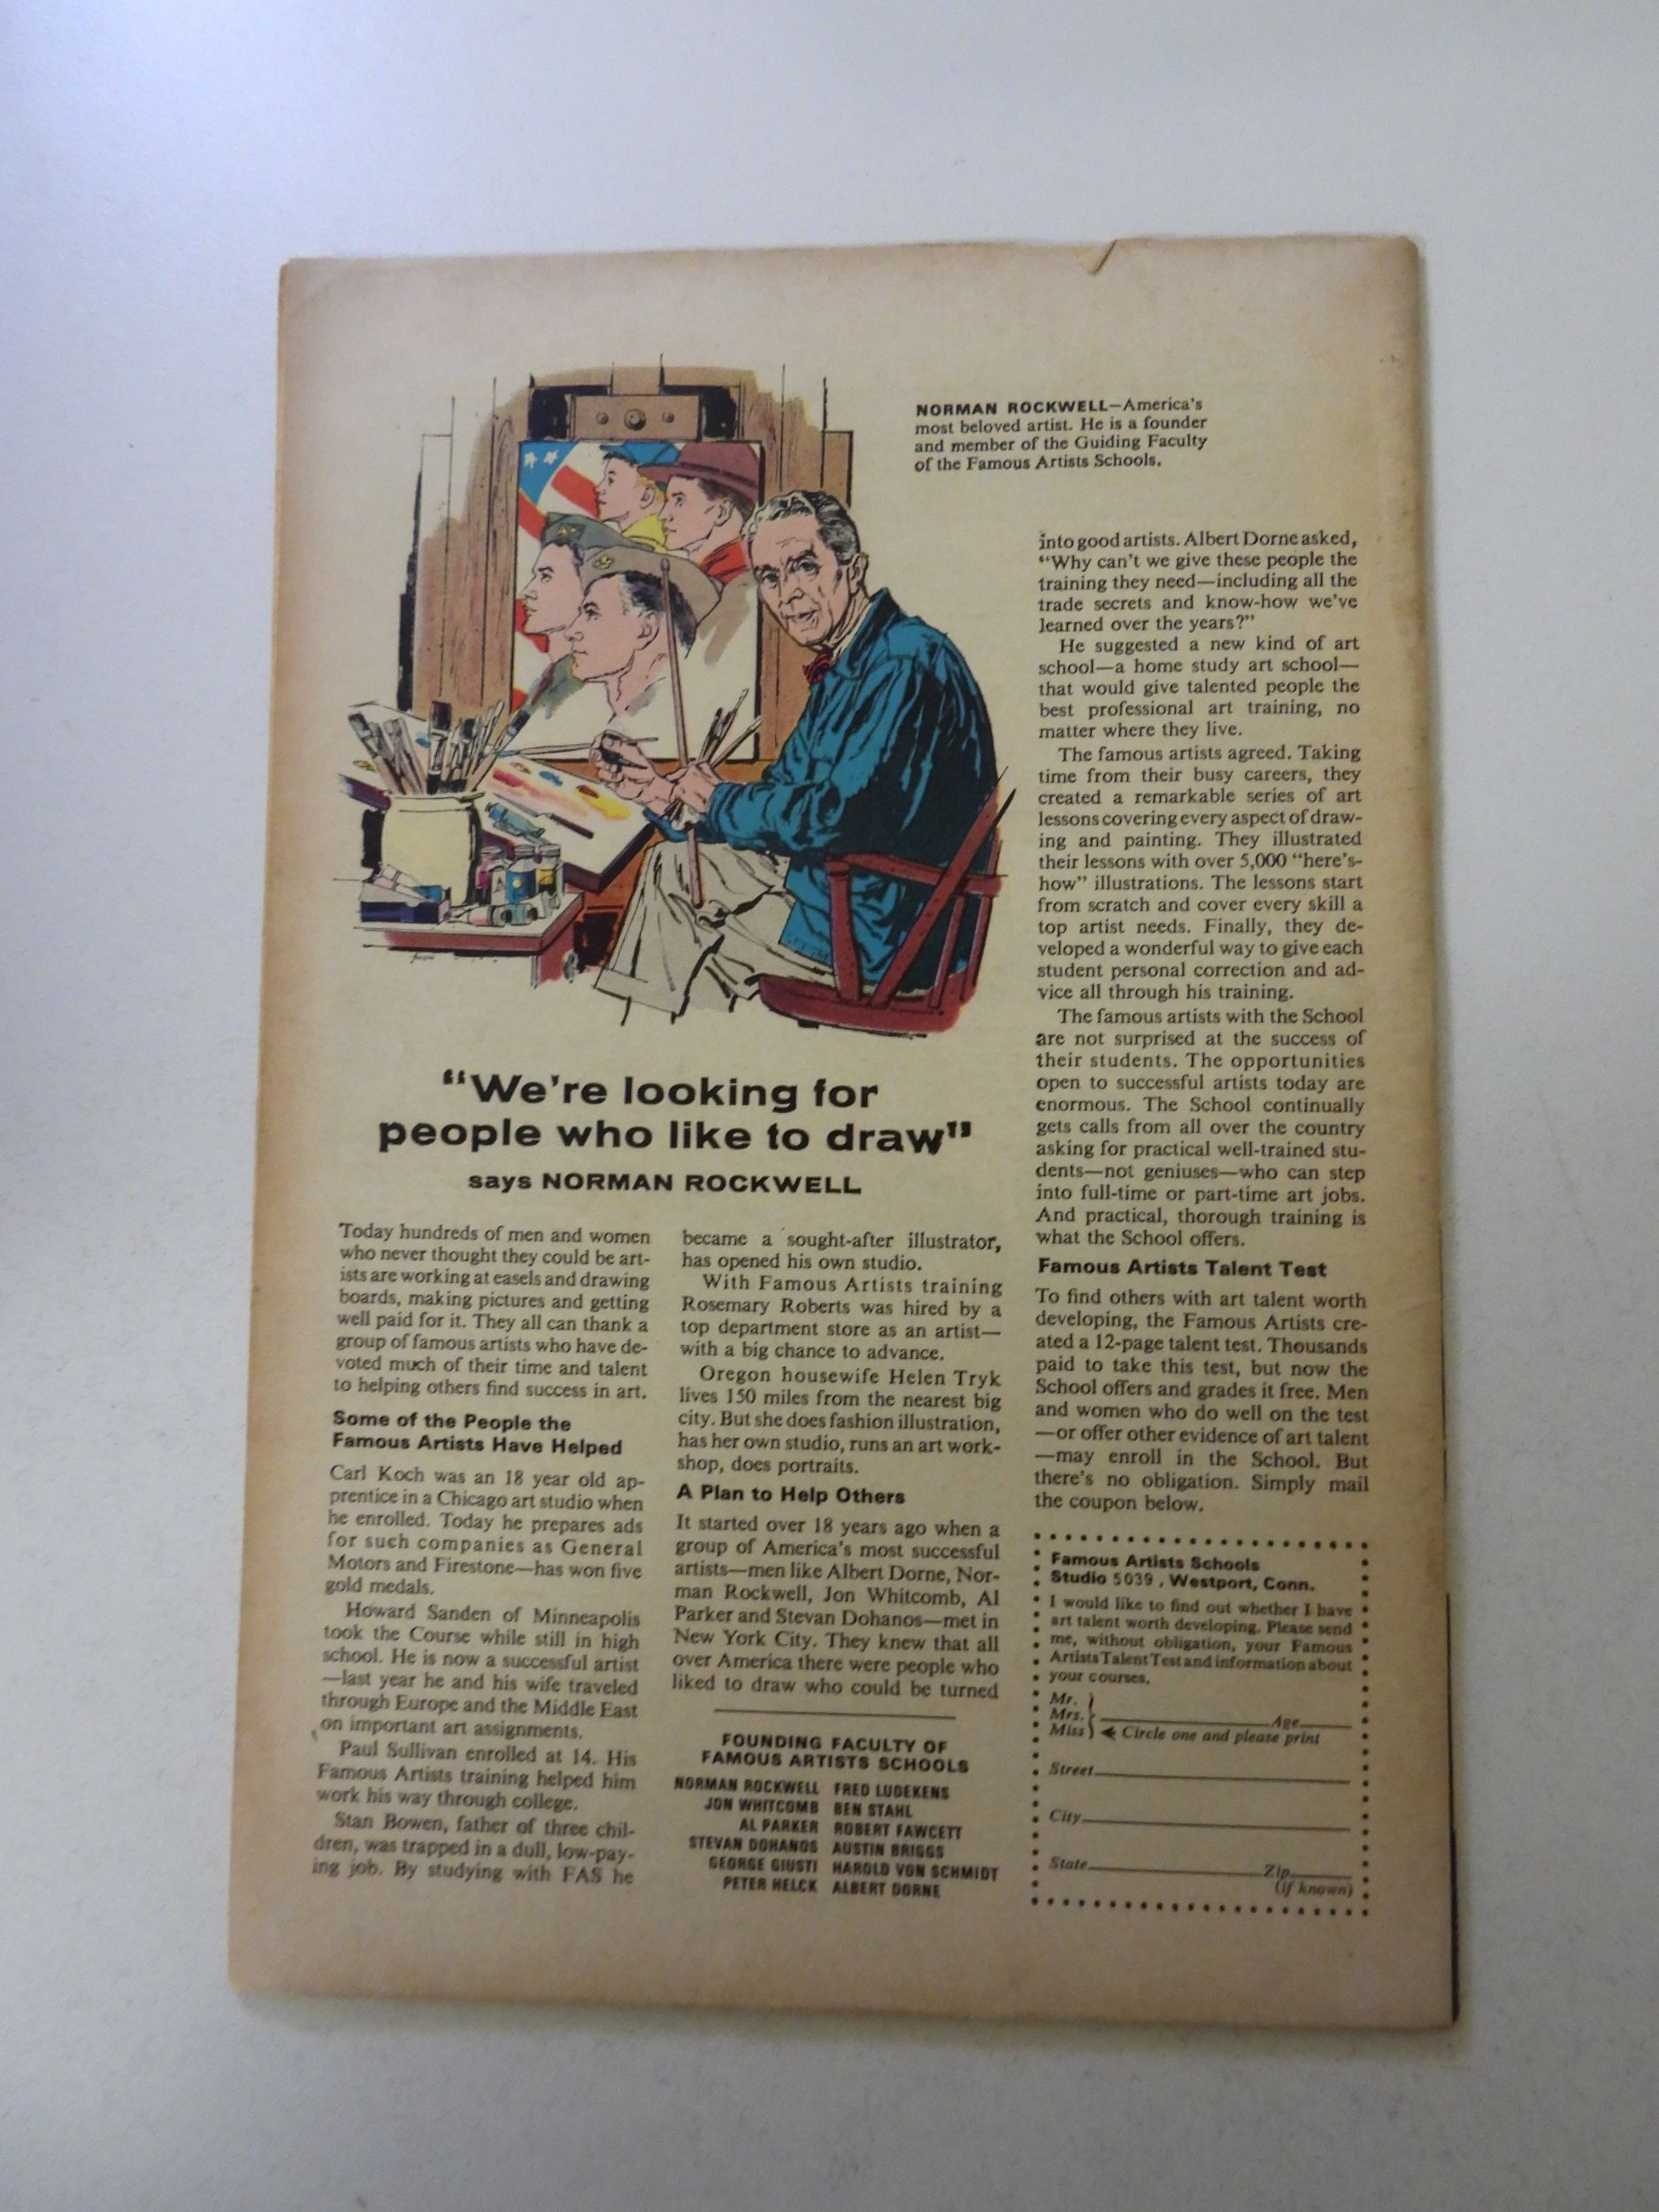 NORMAN ROCKWELL—America's
most beloved artist. He is a founder
and member of the Guiding Faculty
of the Famous Artists Schools.
"We're looking for
people who like to draw"
says NORMAN ROCKWELL
Today hundreds of men and women
who never thought they could be art-
ists are working at easels and drawing
boards, making pictures and getting
well paid for it. They all can thank a
group of famous artists who have de-
voted much of their time and talent
to helping others find success in art.
Some of the People the
Famous Artists Have Helped
Carl Koch was an 18 year old ap-
prentice in a Chicago art studio when
he enrolled. Today he prepares ads
for such companies as General
Motors and Firestone—has won five
gold medals.
Howard Sanden of Minneapolis
took the Course while still in high
school. He is now a successful artist
—last year he and his wife traveled
through Europe and the Middle East
on important art assignments.
Paul Sullivan enrolled at 14. His
Famous Artists training helped him
work his way through college.
Stan Bowen, father of three chil-
dren, was trapped in a dull, low-pay-
ing job. By studying with FAS he
became a sought-after illustrator,
has opened his own studio.
With Famous Artists training
Rosemary Roberts was hired by a
top department store as an artist—
with a big chance to advance.
Oregon housewife Helen Tryk
lives 150 miles from the nearest big
city. But she does fashion illustration,
has her own studio, runs an art work-
shop, does portraits.
A Plan to Help Others
It started over 18 years ago when a
group of America's most successful
artists—men like Albert Dorne, Nor-
man Rockwell, Jon Whitcomb, Al
Parker and Stevan Dohanos—met in
New York City. They knew that all
over America there were people who
liked to draw who could be turned
FOUNDING FACULTY OF
FAMOUS ARTISTS SCHOOLS
NORMAN ROCKWELL FRED LUDEKENS
JON WHITCOMB BEN STAHL
AL PARKER ROBERT FAWCETT
STEVAN DOHANOS AUSTIN BRIGGS
GEORGE GIUSTI HAROLD VON SCHMIDT
PETER HELCK ALBERT DORNE
into good artists. Albert Dorne asked,
"Why can't we give these people the
training they need—including all the
trade secrets and know-how we've
learned over the years?"
He suggested a new kind of art
school—a home study art school—
that would give talented people the
best professional art training, no
matter where they live.
The famous artists agreed. Taking
time from their busy careers, they
created a remarkable series of art
lessons covering every aspect of draw-
ing and painting. They illustrated
their lessons with over 5,000 "here's-
how" illustrations. The lessons start
from scratch and cover every skill a
top artist needs. Finally, they de-
veloped a wonderful way to give each
student personal correction and ad-
vice all through his training.
The famous artists with the School
are not surprised at the success of
their students. The opportunities
open to successful artists today are
enormous. The School continually
gets calls from all over the country
asking for practical well-trained stu-
dents—not geniuses—who can step
into full-time or part-time art jobs.
And practical, thorough training is
what the School offers.
Famous Artists Talent Test
To find others with art talent worth
developing, the Famous Artists cre-
ated a 12-page talent test. Thousands
paid to take this test, but now the
School offers and grades it free. Men
and women who do well on the test
—or offer other evidence of art talent
—may enroll in the School. But
there's no obligation. Simply mail
the coupon below.
Famous Artists Schools
Studio 5039, Westport, Conn.
I would like to find out whether I have
art talent worth developing. Please send
me, without obligation, your Famous
Artists Talent Test and information about
your courses.
Mr.
Mrs. Age
Miss Circle one and please print
Street
City
State Zip
(if known)